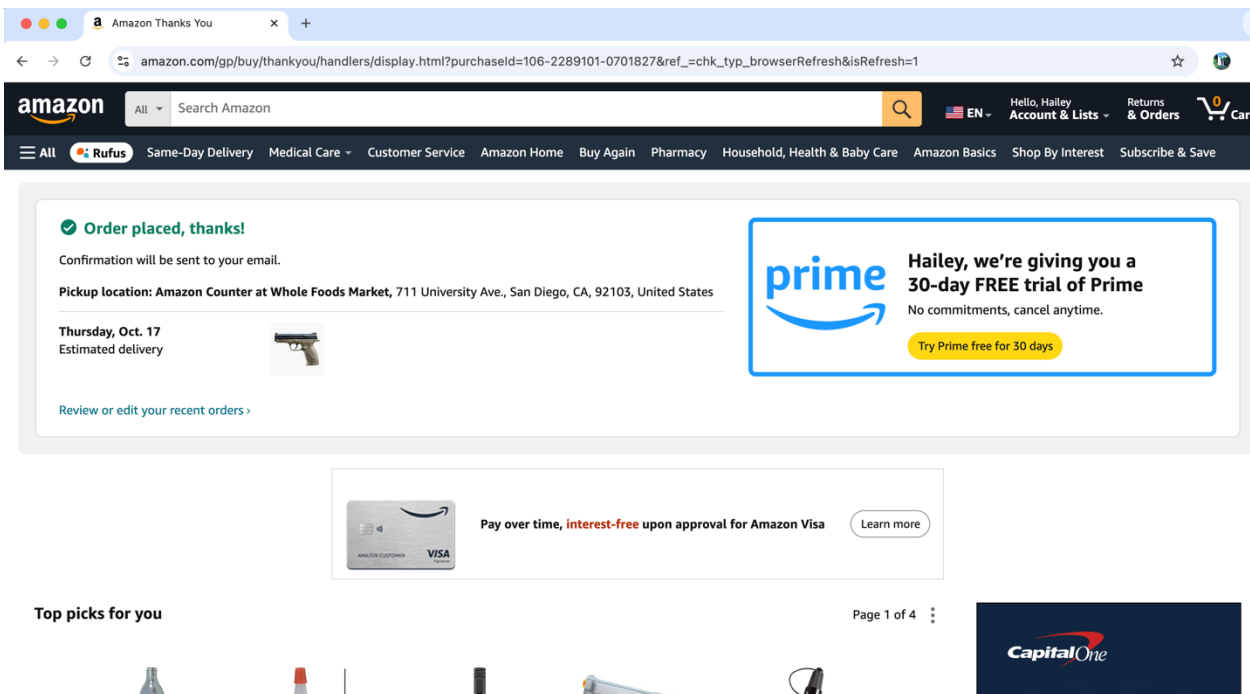 Amazon Thanks You
amazon.com/gp/buy/thankyou/handlers/display.html?purchaseId=106-2289101-0701827&ref_=chk_typ_browserRefresh&isRefresh=1
amazon
All
Search Amazon
EN
Hello, Hailey
Account & Lists
Returns
& Orders
0
Car
All
Rufus
Same-Day Delivery
Medical Care
Customer Service
Amazon Home
Buy Again
Pharmacy
Household, Health & Baby Care
Amazon Basics
Shop By Interest
Subscribe & Save
Order placed, thanks!
Confirmation will be sent to your email.
Pickup location: Amazon Counter at Whole Foods Market, 711 University Ave., San Diego, CA, 92103, United States
Thursday, Oct. 17
Estimated delivery
Review or edit your recent orders ›
prime
Hailey, we're giving you a
30-day FREE trial of Prime
No commitments, cancel anytime.
Try Prime free for 30 days
AMAZON CUSTOMER
VISA
Signature
Pay over time, interest-free upon approval for Amazon Visa
Learn more
Top picks for you
Page 1 of 4
CapitalOne